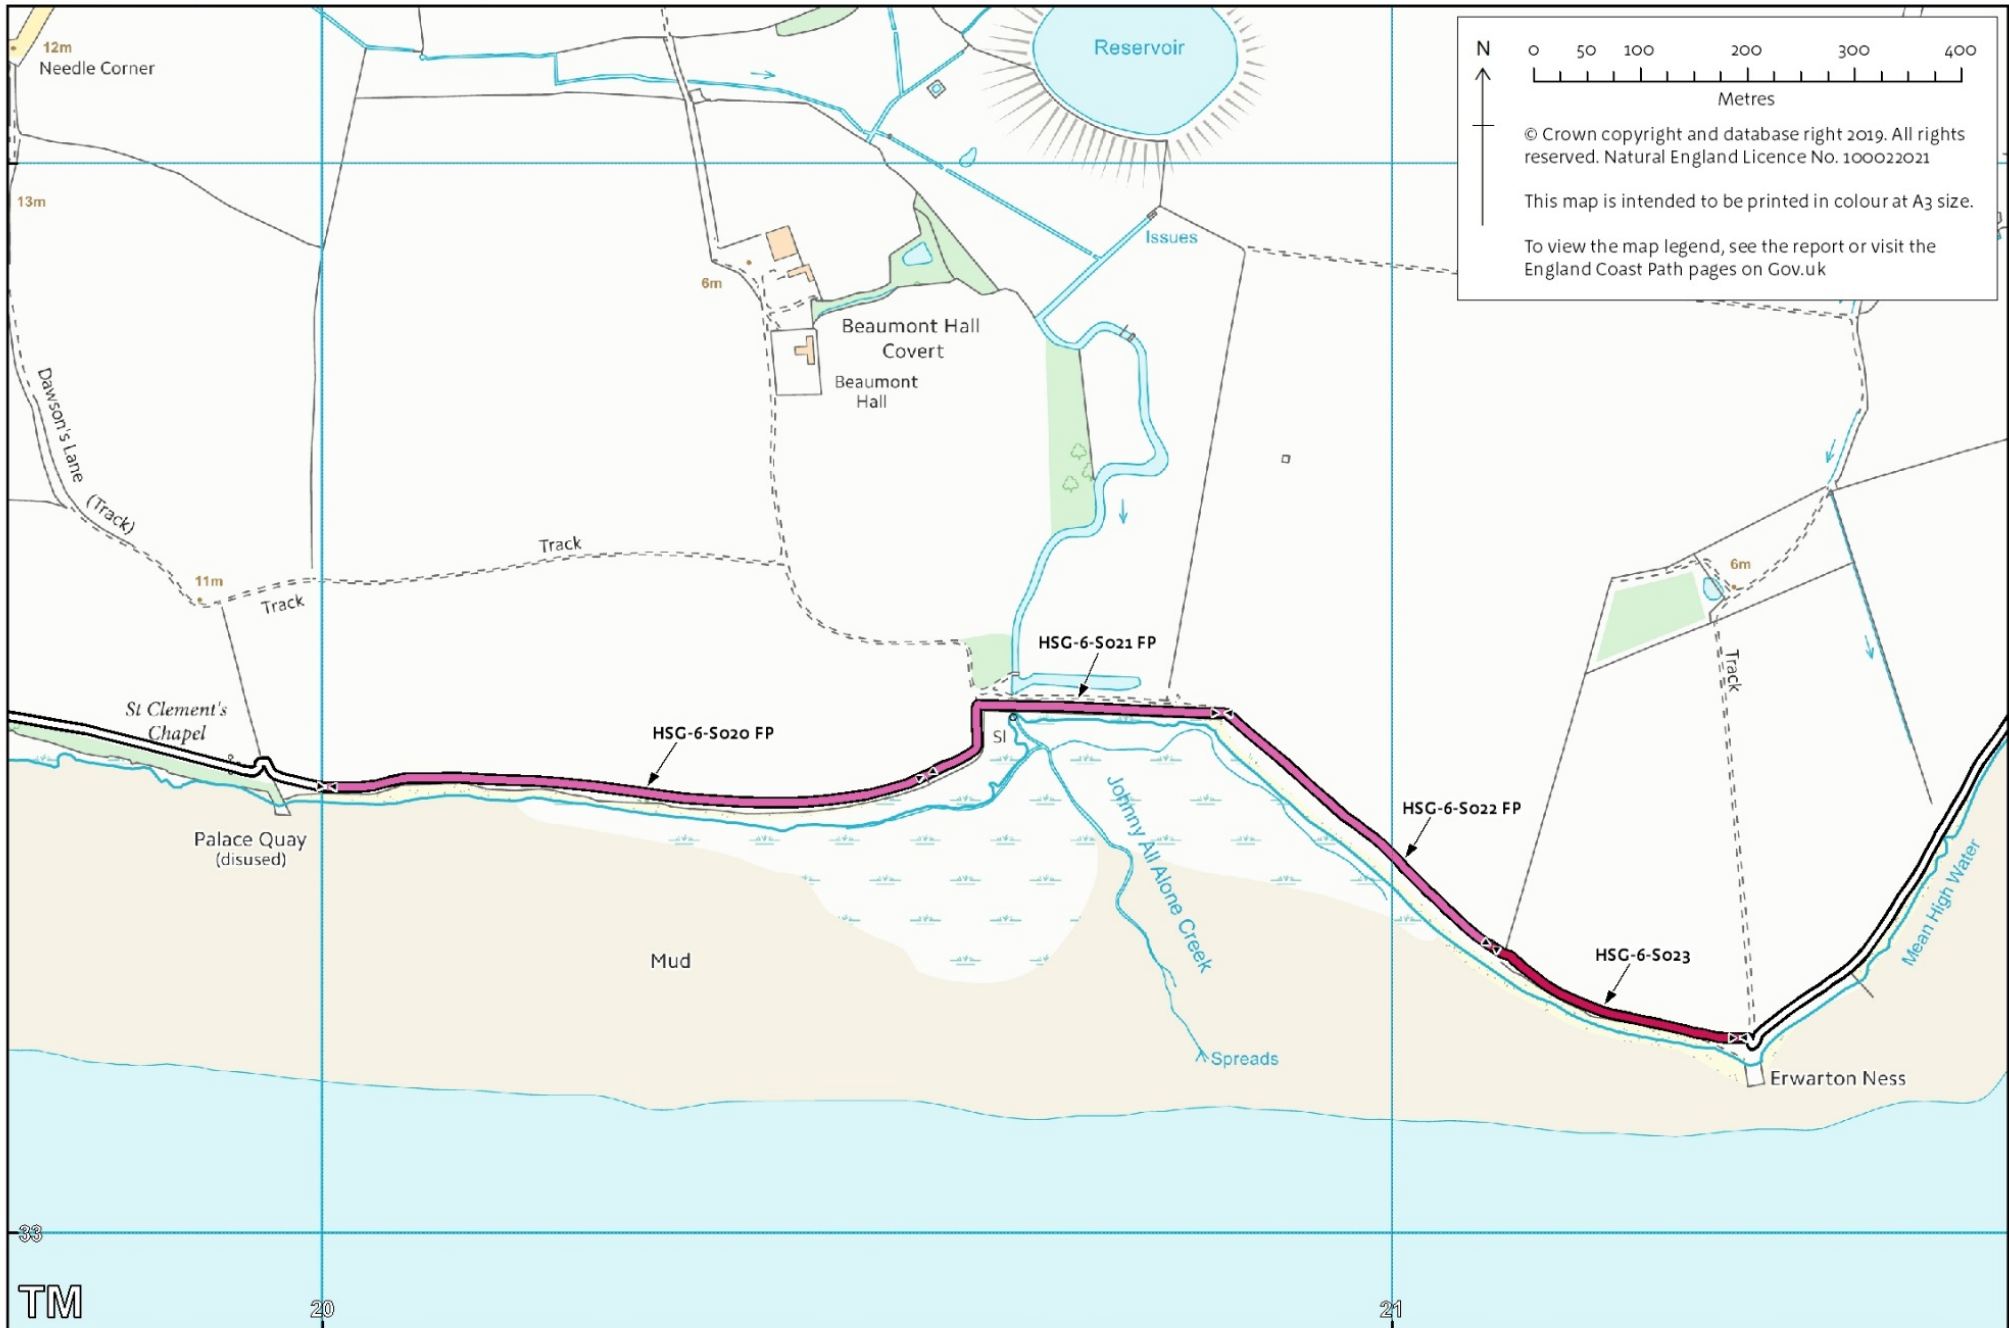 12m
Needle Corner
Reservoir
N
0 50 100 200 300 400
Metres
© Crown copyright and database right 2019. All rights
reserved. Natural England Licence No. 100022021
This map is intended to be printed in colour at A3 size.
To view the map legend, see the report or visit the
England Coast Path pages on Gov.uk
13m
Issues
6m
Beaumont Hall
Covert
Beaumont
Hall
Dawson's Lane
(Track)
Track
11m
Track
6m
Track
HSG-6-S021 FP
St Clement's
Chapel
HSG-6-S020 FP
Sl
Johnny All Alone Creek
HSG-6-S022 FP
Palace Quay
(disused)
Mean High Water
Mud
HSG-6-S023
Spreads
Erwarton Ness
33
TM
20
21